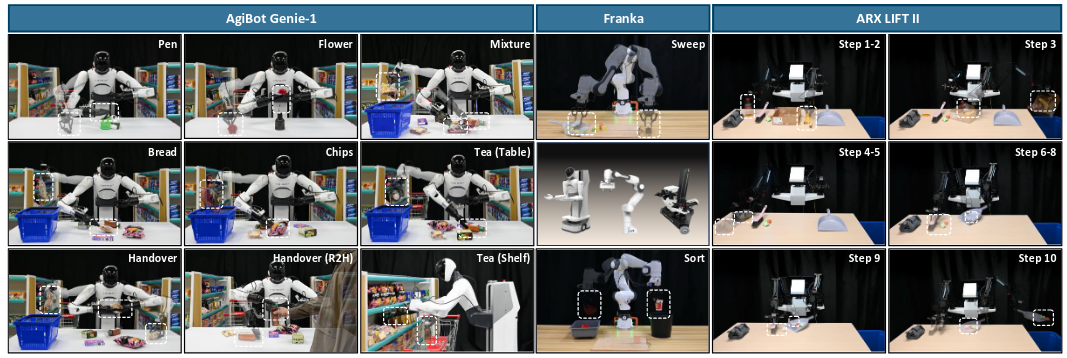 AgiBot Genie-1
Franka
ARX LIFT II
Pen
Flower
Mixture
Sweep
Step 1-2
Step 3
Bread
Chips
Tea (Table)
Step 4-5
Step 6-8
Handover
Handover (R2H)
Tea (Shelf)
Sort
Step 9
Step 10